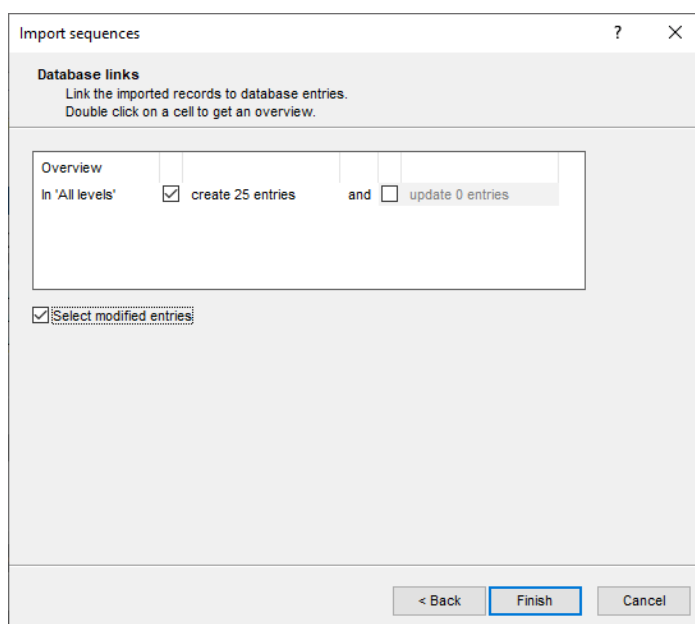 Import sequences ?
Database links
Link the imported records to database entries.
Double click on a cell to get an overview.
Overview
In 'All levels' create 25 entries and update 0 entries
Select modified entries
< Back Finish Cancel